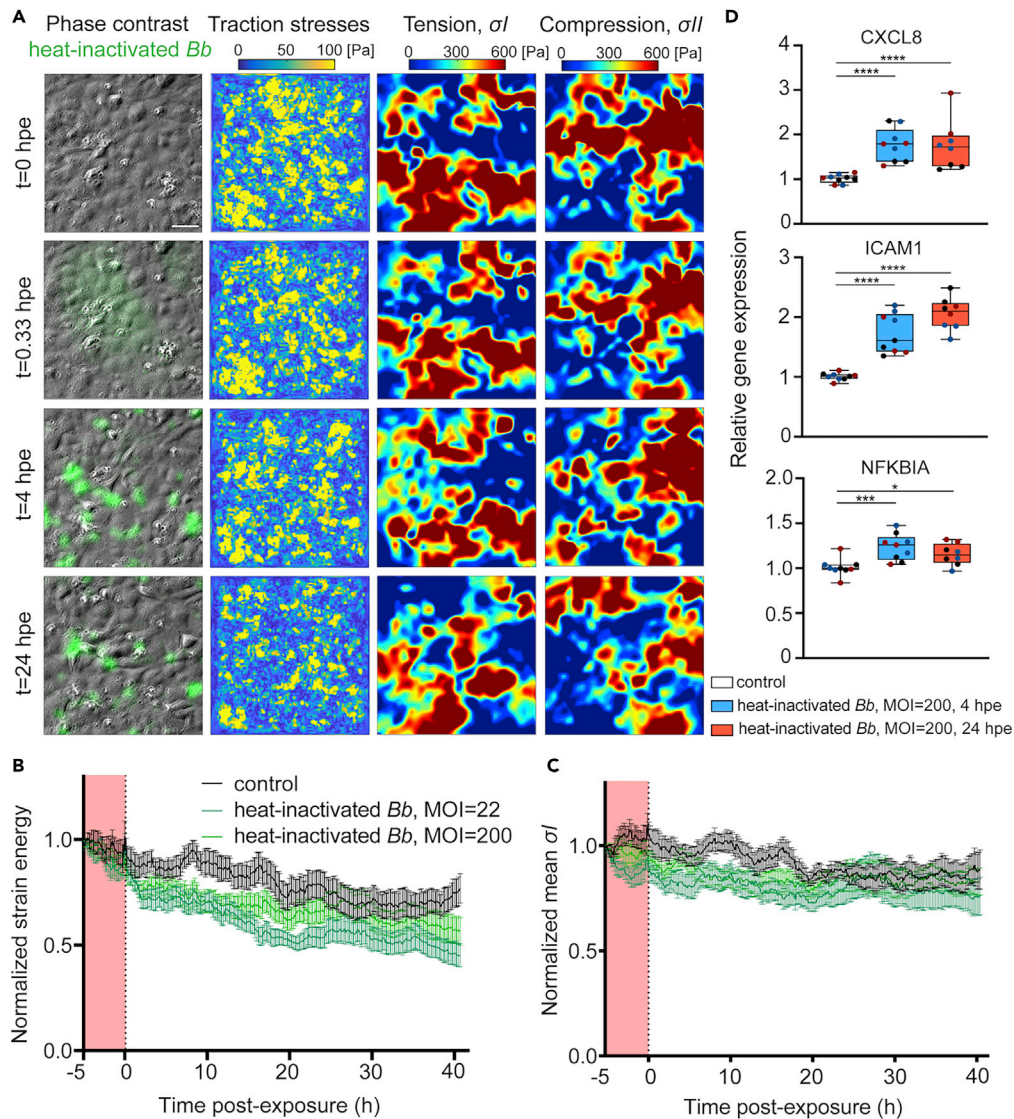 A
Phase contrast
heat-inactivated Bb
Traction stresses
0 50 100 [Pa]
Tension, σI
0 300 600 [Pa]
Compression, σII
0 300 600 [Pa]
t=0 hpe
t=0.33 hpe
t=4 hpe
t=24 hpe
D
Relative gene expression
CXCL8
****
****
4
3
2
1
0
ICAM1
****
****
3
2
1
0
NFKBIA
*
***
2.0
1.5
1.0
0.5
0
control
heat-inactivated Bb, MOI=200, 4 hpe
heat-inactivated Bb, MOI=200, 24 hpe
B
Normalized strain energy
1.0
0.5
0.0
control
heat-inactivated Bb, MOI=22
heat-inactivated Bb, MOI=200
-5 0 10 20 30 40
Time post-exposure (h)
C
Normalized mean σI
1.0
0.5
0.0
-5 0 10 20 30 40
Time post-exposure (h)